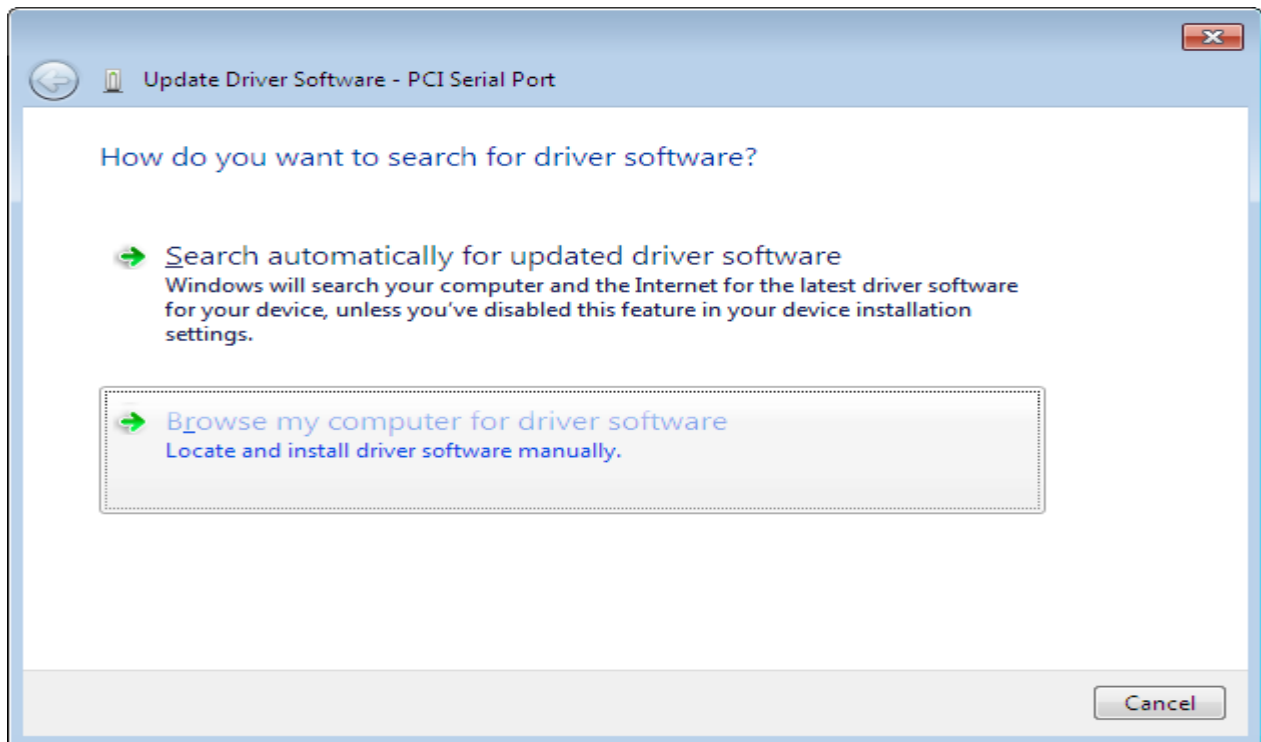 Update Driver Software - PCI Serial Port
How do you want to search for driver software?
Search automatically for updated driver software
Windows will search your computer and the Internet for the latest driver software
for your device, unless you've disabled this feature in your device installation
settings.
Browse my computer for driver software
Locate and install driver software manually.
Cancel